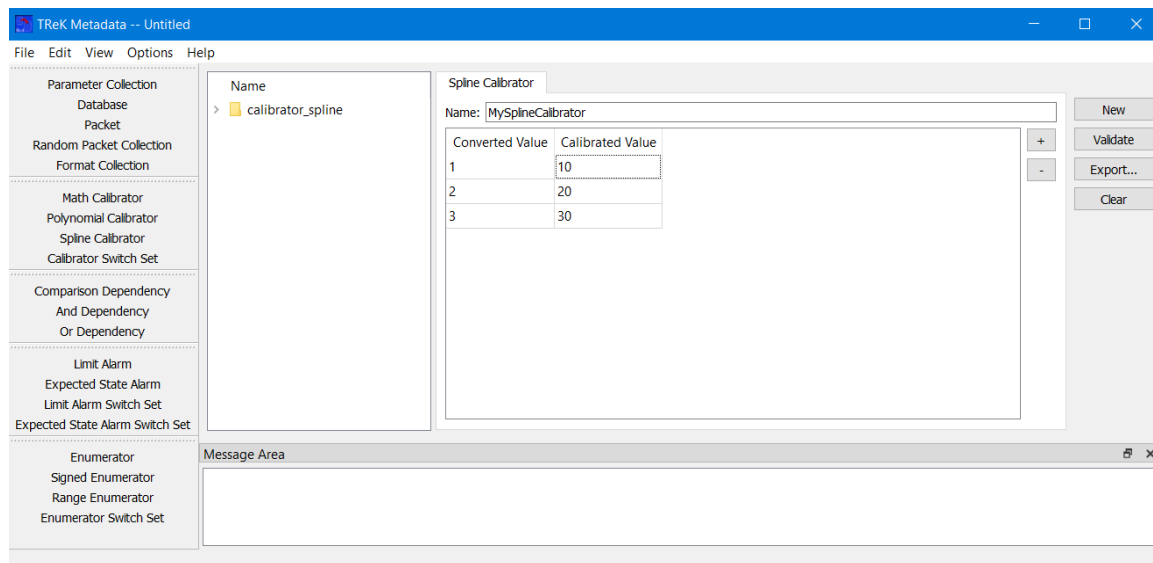 TReK Metadata -- Untitled
File Edit View Options Help
Parameter Collection
Database
Packet
Random Packet Collection
Format Collection
Math Calibrator
Polynomial Calibrator
Spline Calibrator
Calibrator Switch Set
Comparison Dependency
And Dependency
Or Dependency
Limit Alarm
Expected State Alarm
Limit Alarm Switch Set
Expected State Alarm Switch Set
Enumerator
Signed Enumerator
Range Enumerator
Enumerator Switch Set
Name
calibrator_spline
Spline Calibrator
Name: MySplineCalibrator
Converted Value Calibrated Value
1 10
2 20
3 30
+
-
New
Validate
Export...
Clear
Message Area